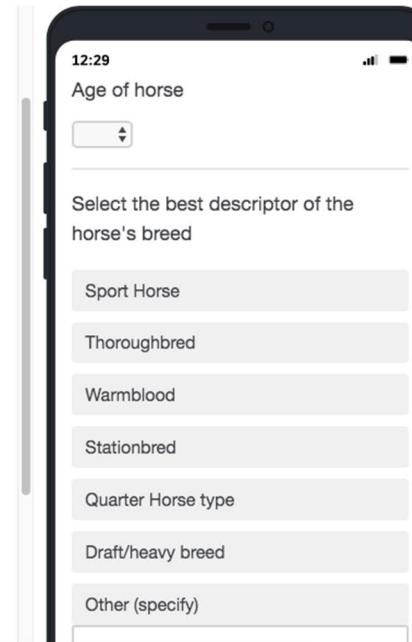 12:29
Age of horse
Select the best descriptor of the
horse's breed
Sport Horse
Thoroughbred
Warmblood
Stationbred
Quarter Horse type
Draft/heavy breed
Other (specify)